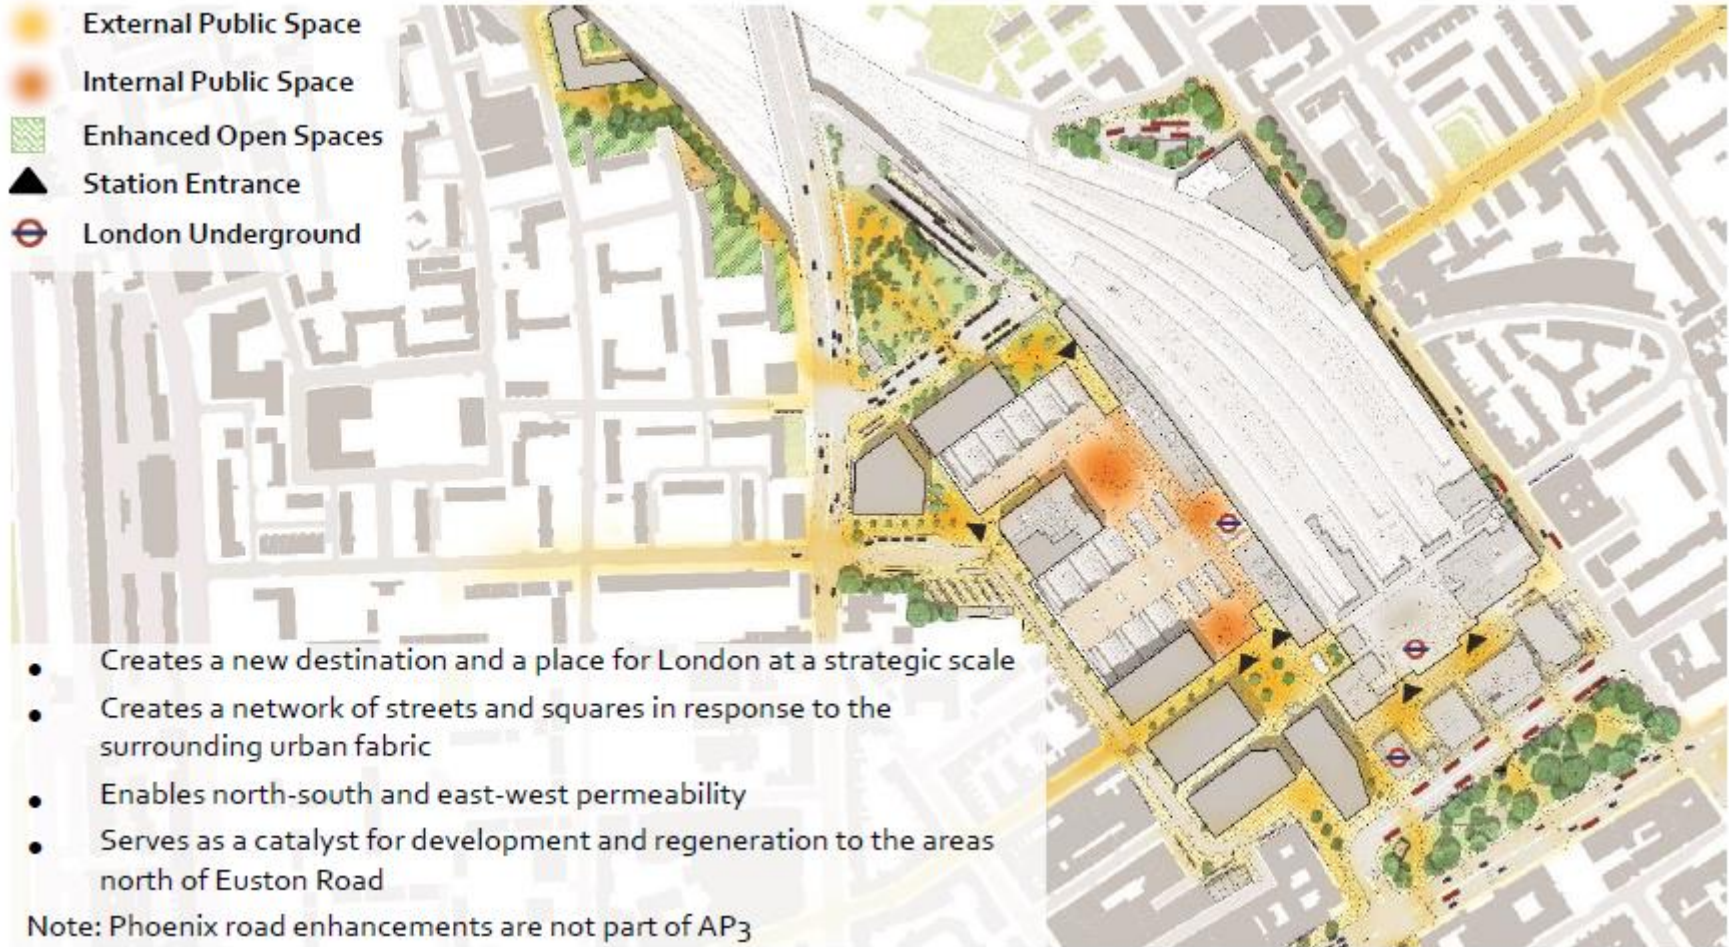 External Public Space
Internal Public Space
Enhanced Open Spaces
Station Entrance
London Underground
• Creates a new destination and a place for London at a strategic scale
• Creates a network of streets and squares in response to the
surrounding urban fabric
• Enables north-south and east-west permeability
• Serves as a catalyst for development and regeneration to the areas
north of Euston Road
Note: Phoenix road enhancements are not part of AP3